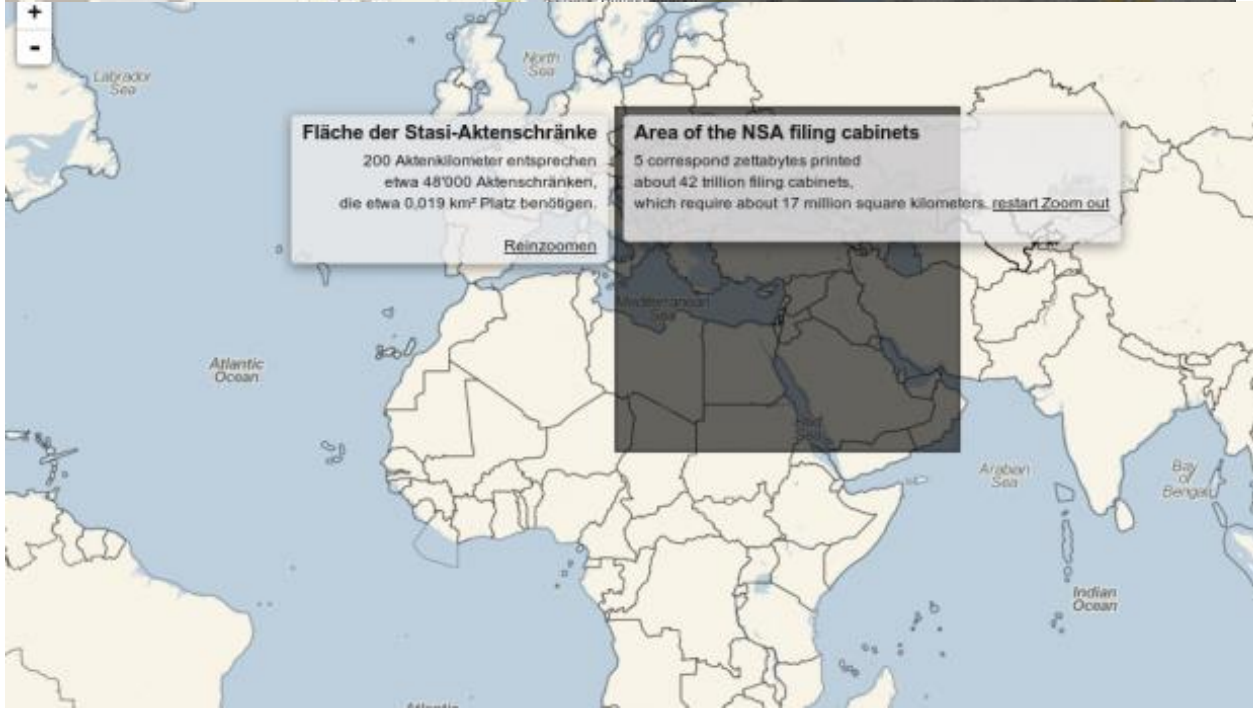 +
-
Labrador
Sea
North
Sea
Fläche der Stasi-Aktenschränke
200 Aktenkilometer entsprechen
etwa 48'000 Aktenschränken,
die etwa 0,019 km² Platz benötigen.
Reinzoomen
Area of the NSA filing cabinets
5 correspond zettabytes printed
about 42 trillion filing cabinets,
which require about 17 million square kilometers. restart Zoom out
Mediterranean
Sea
Atlantic
Ocean
Red
Sea
Arabian
Sea
Bay
of
Bengal
Indian
Ocean
Atlantic